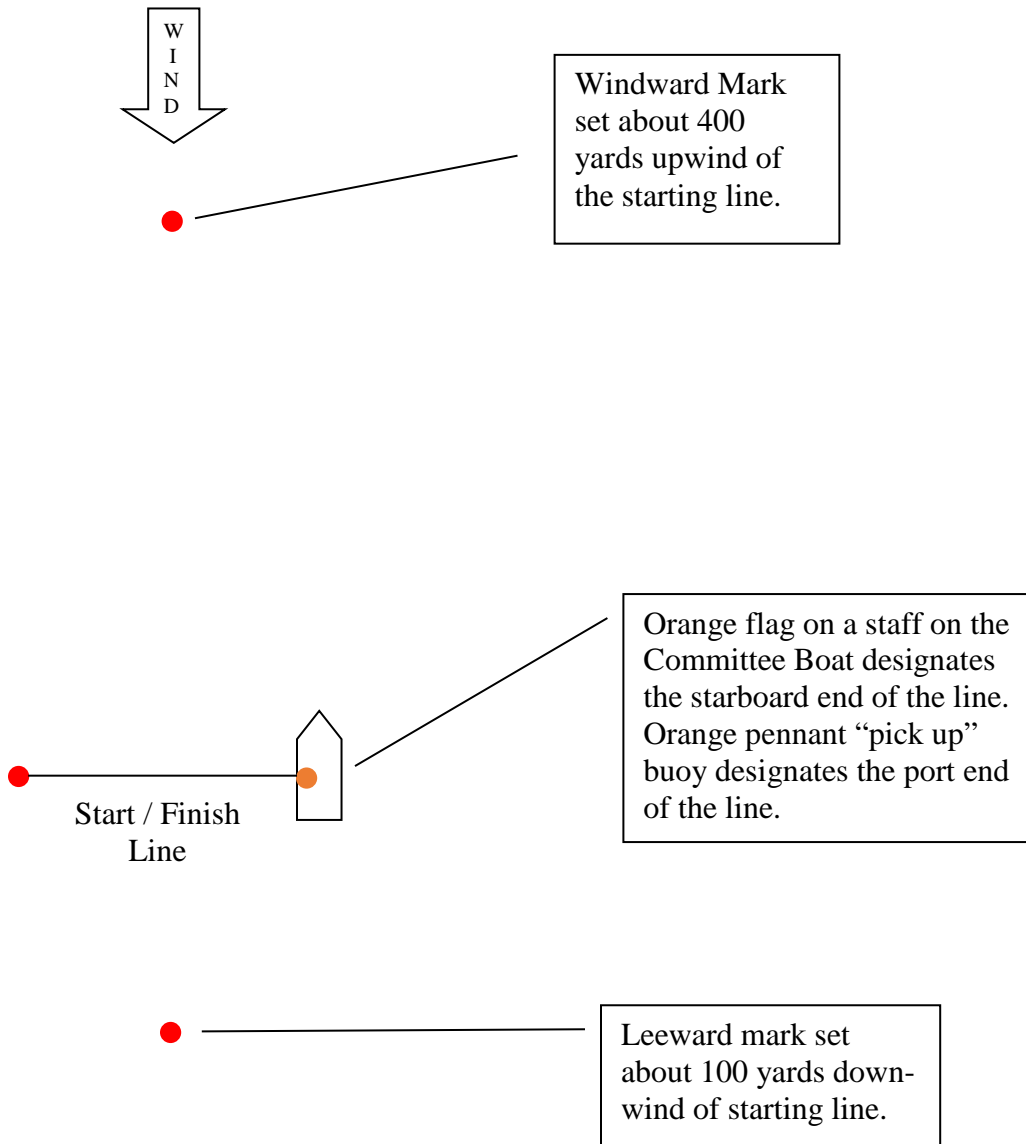 W
I
N
D
Windward Mark
set about 400
yards upwind of
the starting line.
Orange flag on a staff on the
Committee Boat designates
the starboard end of the line.
Orange pennant “pick up”
buoy designates the port end
of the line.
Start / Finish
Line
Leeward mark set
about 100 yards down-
wind of starting line.